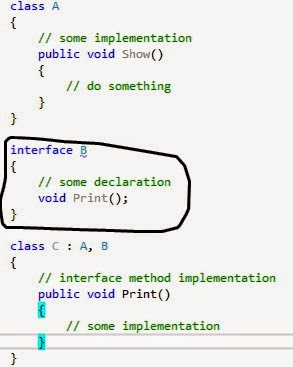 class A
{
    // some implementation
    public void Show()
    {
        // do something
    }
}
interface B
{
    // some declaration
    void Print();
}
class C : A, B
{
    // interface method implementation
    public void Print()
    {
        // some implementation
    }
}